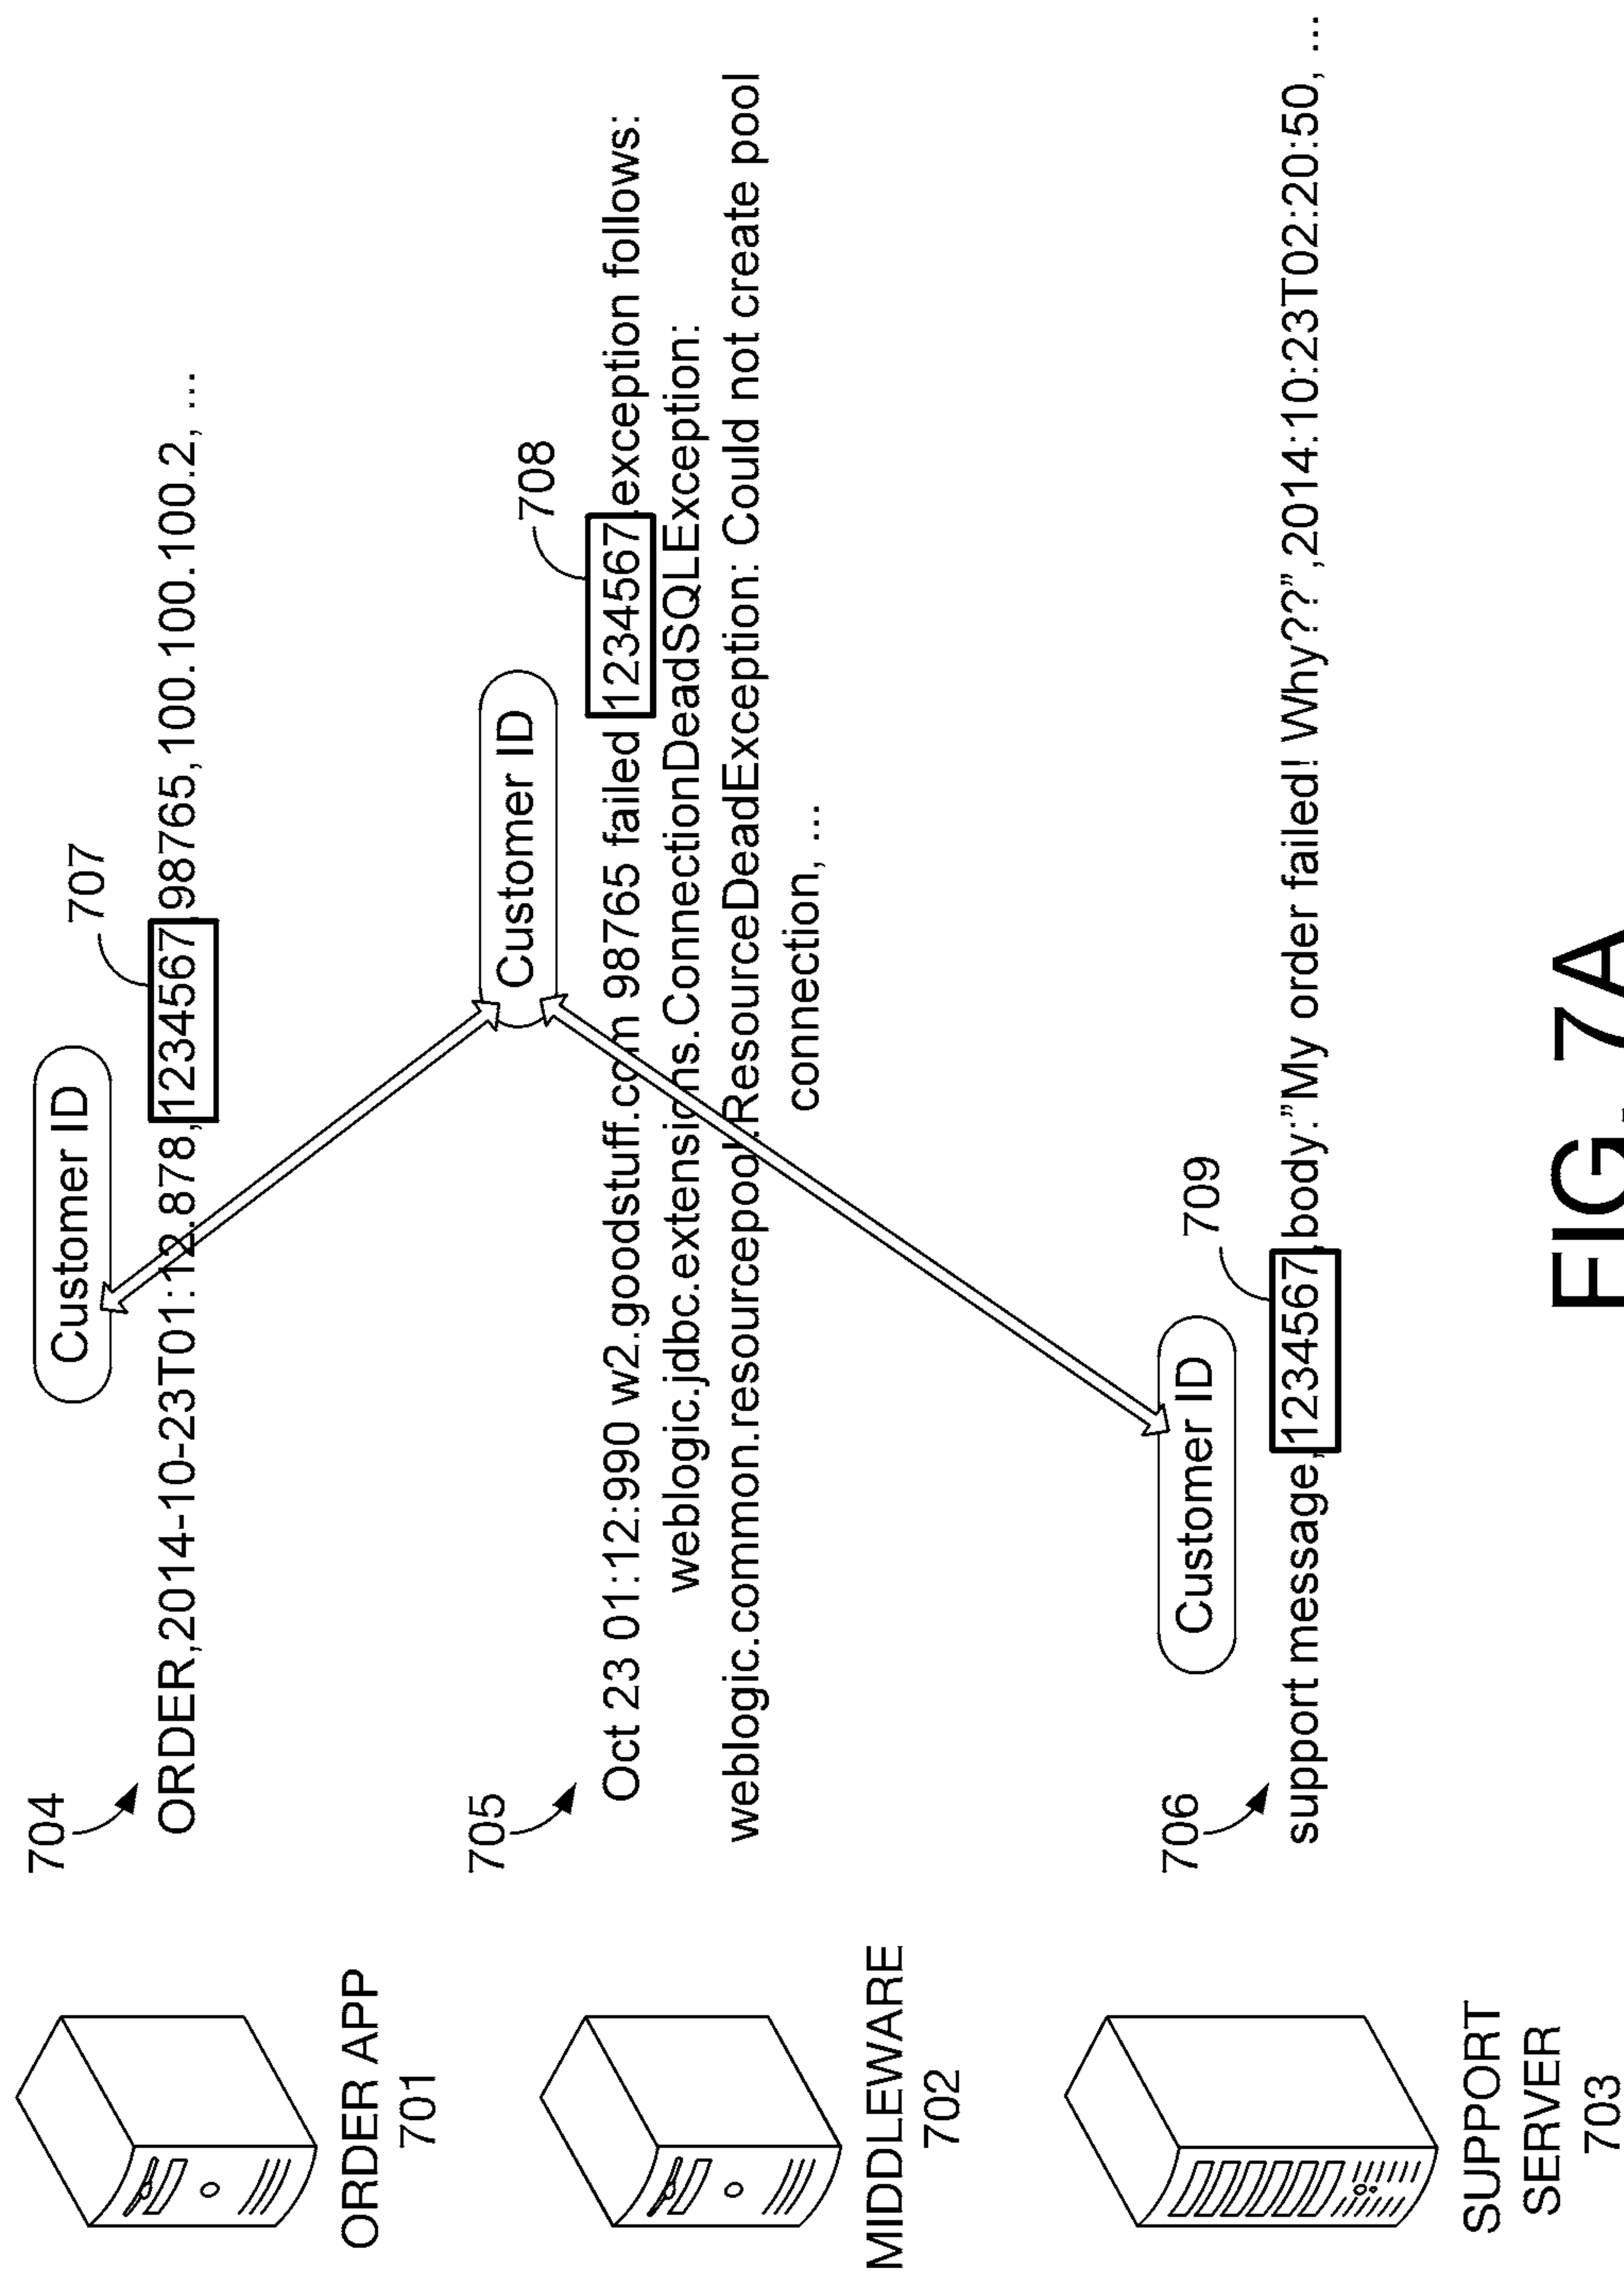 704
Customer ID
707
ORDER,2014-10-23T01:12.878,1234567,98765,100.100.100.2, ...
ORDER APP
701
705
Customer ID
708
Oct 23 01:12:990 w2.goodstuff.com 98765 failed 1234567,exception follows:
weblogic.jdbc.extensions.ConnectionDeadSQLException:
weblogic.common.resourcepool.ResourceDeadException: Could not create pool
connection, ...
MIDDLEWARE
702
706
Customer ID
709
support message,1234567,body:”My order failed! Why??”,2014:10:23T02:20:50, ...
SUPPORT
SERVER
703
FIG. 7A